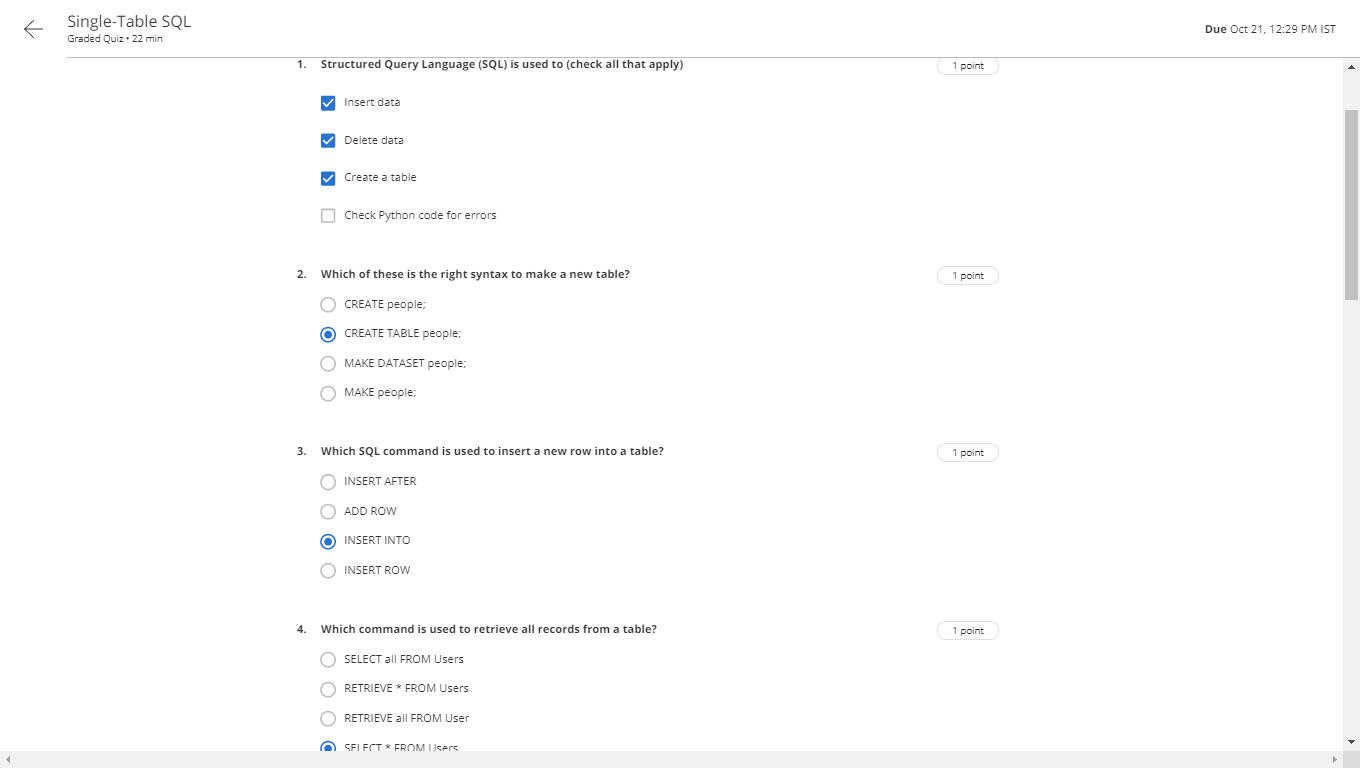 Single-Table SQL
Graded Quiz • 22 min
Due Oct 21, 12:29 PM IST
1. Structured Query Language (SQL) is used to (check all that apply)
1 point
Insert data
Delete data
Create a table
Check Python code for errors
2. Which of these is the right syntax to make a new table?
1 point
CREATE people;
CREATE TABLE people;
MAKE DATASET people;
MAKE people;
3. Which SQL command is used to insert a new row into a table?
1 point
INSERT AFTER
ADD ROW
INSERT INTO
INSERT ROW
4. Which command is used to retrieve all records from a table?
1 point
SELECT all FROM Users
RETRIEVE * FROM Users
RETRIEVE all FROM User
SELECT * FROM Users